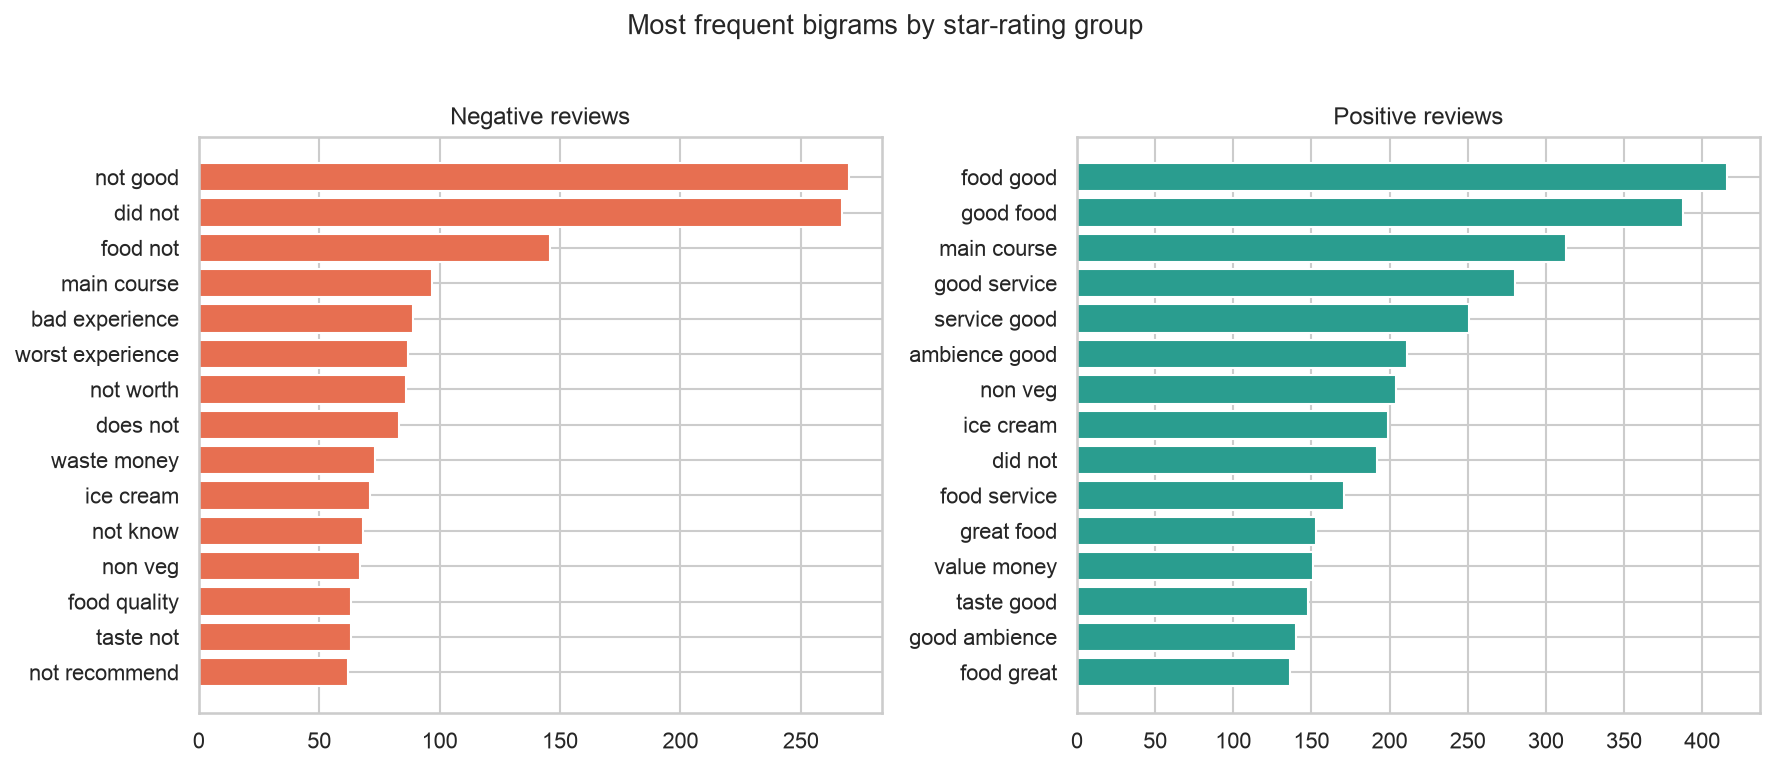 Most frequent bigrams by star-rating group
Negative reviews
not good
did not
food not
main course
bad experience
worst experience
not worth
does not
waste money
ice cream
not know
non veg
food quality
taste not
not recommend
0 50 100 150 200 250
Positive reviews
food good
good food
main course
good service
service good
ambience good
non veg
ice cream
did not
food service
great food
value money
taste good
good ambience
food great
0 50 100 150 200 250 300 350 400